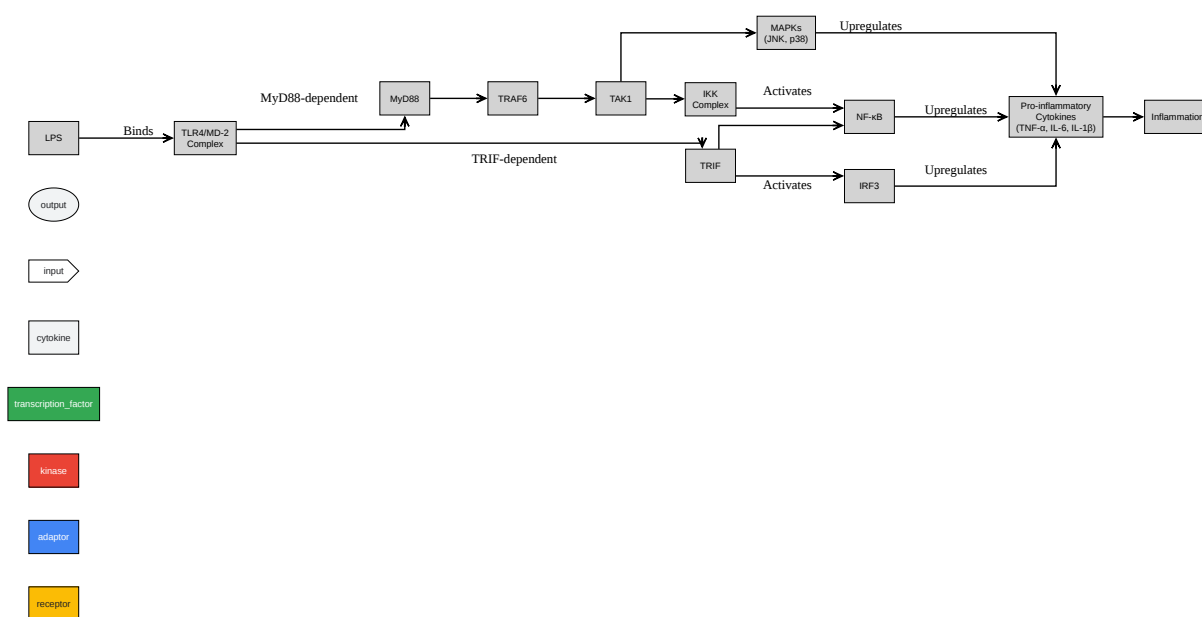 MAPKs
(JNK, p38)
Upregulates
MyD88-dependent
MyD88
TRAF6
TAK1
IKK
Complex
Activates
NF-κB
Upregulates
Pro-inflammatory
Cytokines
(TNF-α, IL-6, IL-1β)
Inflammation
LPS
Binds
TLR4/MD-2
Complex
TRIF-dependent
TRIF
Activates
IRF3
Upregulates
output
input
cytokine
transcription_factor
kinase
adaptor
receptor